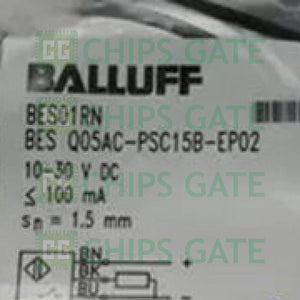 CHIPS GATE
BALLUFF
BES01RN
BES Q05AC-PSC15B-EP02
10-30 V DC
≤ 100 mA
sn = 1.5 mm
CHIPS GATE
BN +
BK
BU -
CHIPS GATE